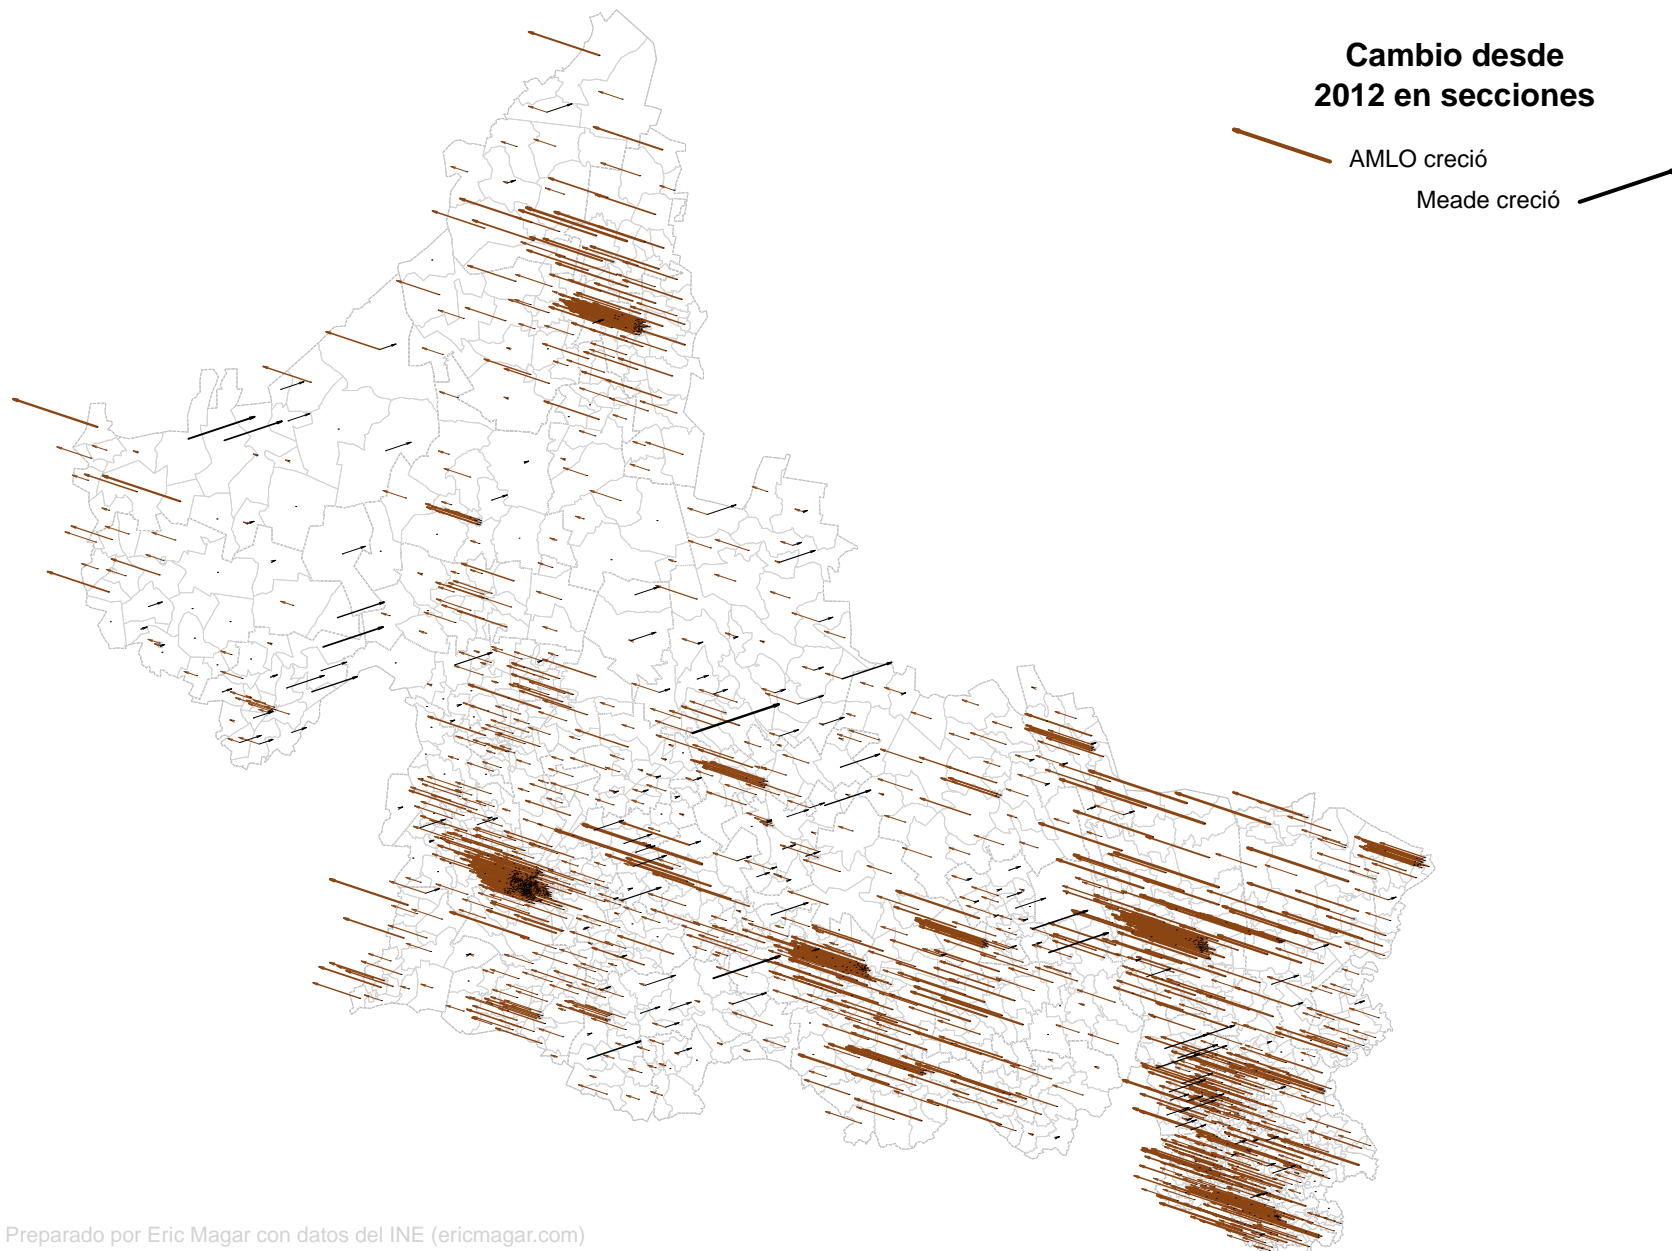 Cambio desde
2012 en secciones
AMLO creció
Meade creció
Preparado por Eric Magar con datos del INE (ericmagar.com)